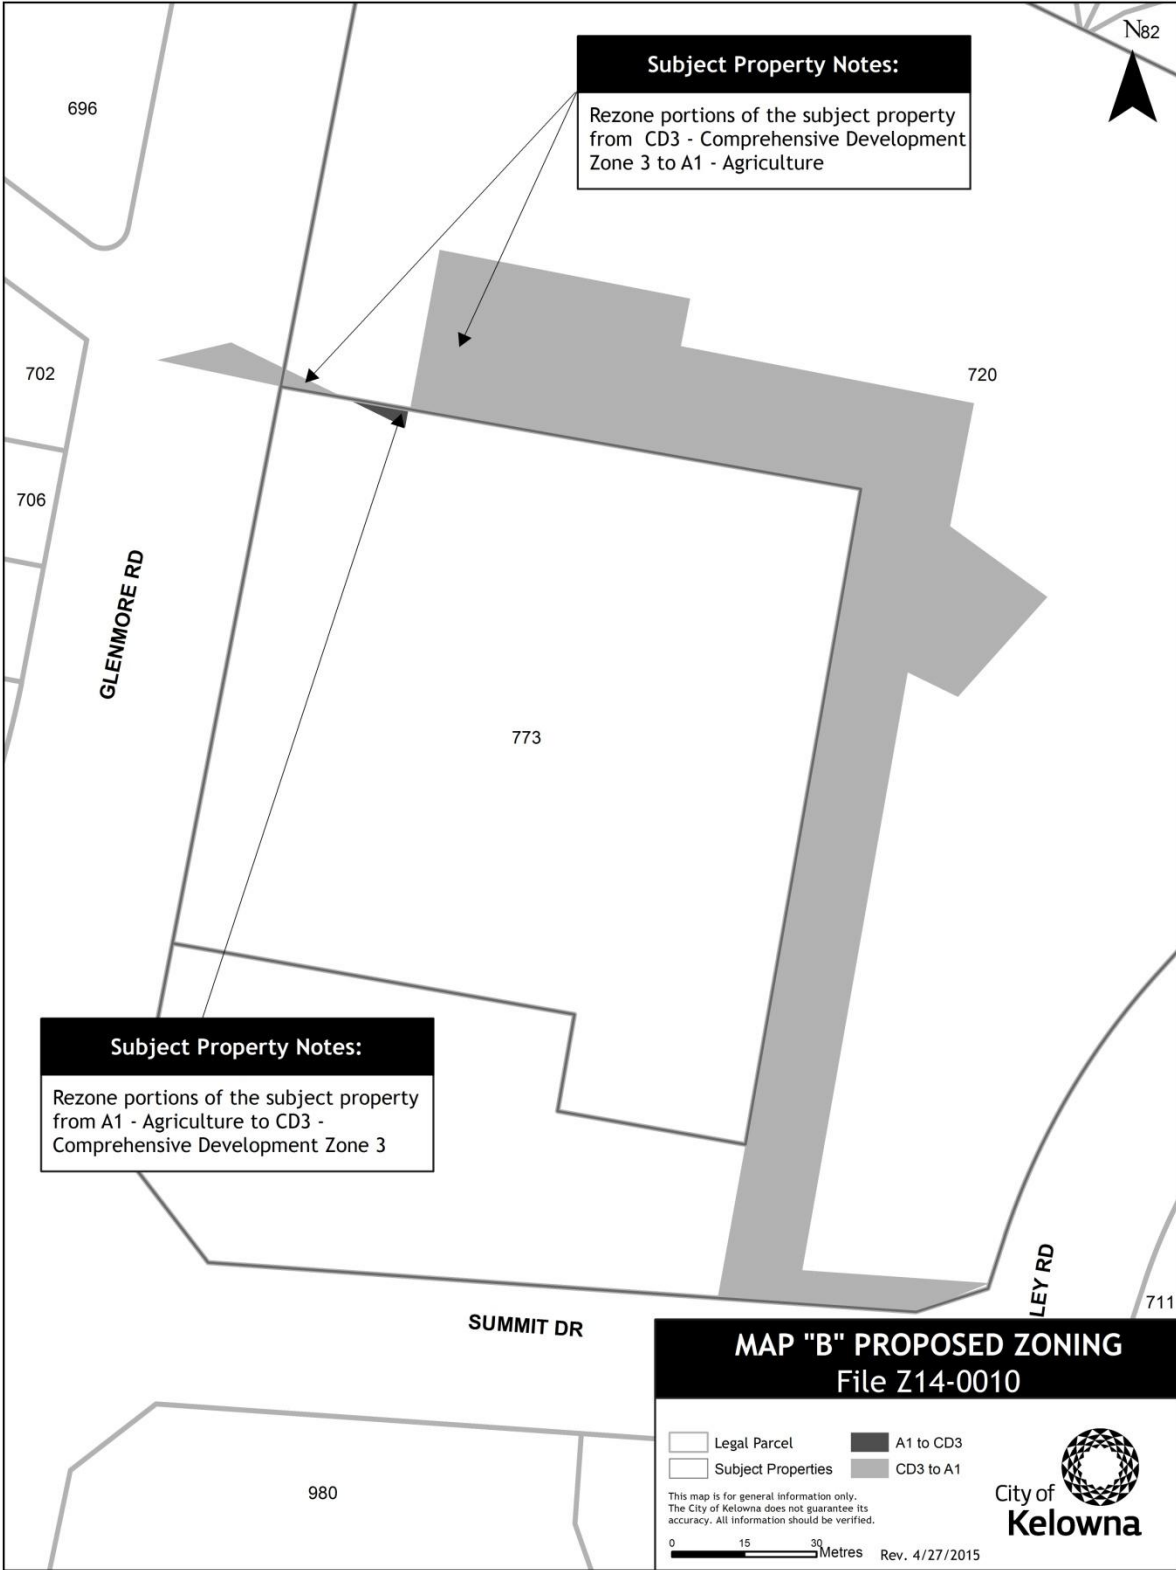 N82
696
Subject Property Notes:
Rezone portions of the subject property
from CD3 - Comprehensive Development
Zone 3 to A1 - Agriculture
702
720
706
GLENMORE RD
773
Subject Property Notes:
Rezone portions of the subject property
from A1 - Agriculture to CD3 -
Comprehensive Development Zone 3
LEY RD
711
SUMMIT DR
980
MAP "B" PROPOSED ZONING
File Z14-0010
Legal Parcel
A1 to CD3
Subject Properties
CD3 to A1
This map is for general information only.
The City of Kelowna does not guarantee its
accuracy. All information should be verified.
0 15 30
Metres
Rev. 4/27/2015
City of
Kelowna